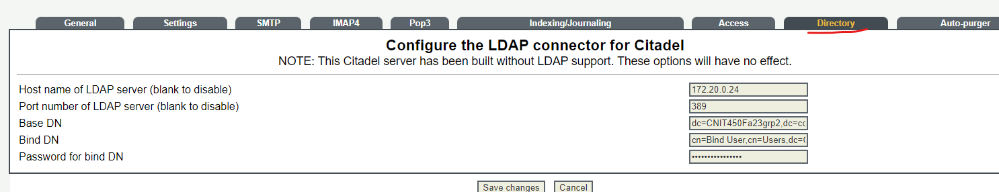 General Settings SMTP IMAP4 Pop3 Indexing/Journaling Access Directory Auto-purger
Configure the LDAP connector for Citadel
NOTE: This Citadel server has been built without LDAP support. These options will have no effect.
Host name of LDAP server (blank to disable) 172.20.0.24
Port number of LDAP server (blank to disable) 389
Base DN dc=CNIT450Fa23grp2,dc=co
Bind DN cn=Bind User,cn=Users,dc=
Password for bind DN ••••••••••••••••
Save changes Cancel